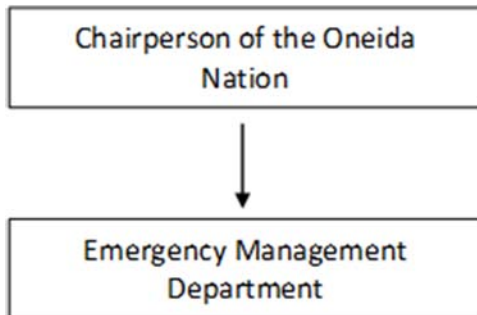 Chairperson of the Oneida
Nation
Emergency Management
Department